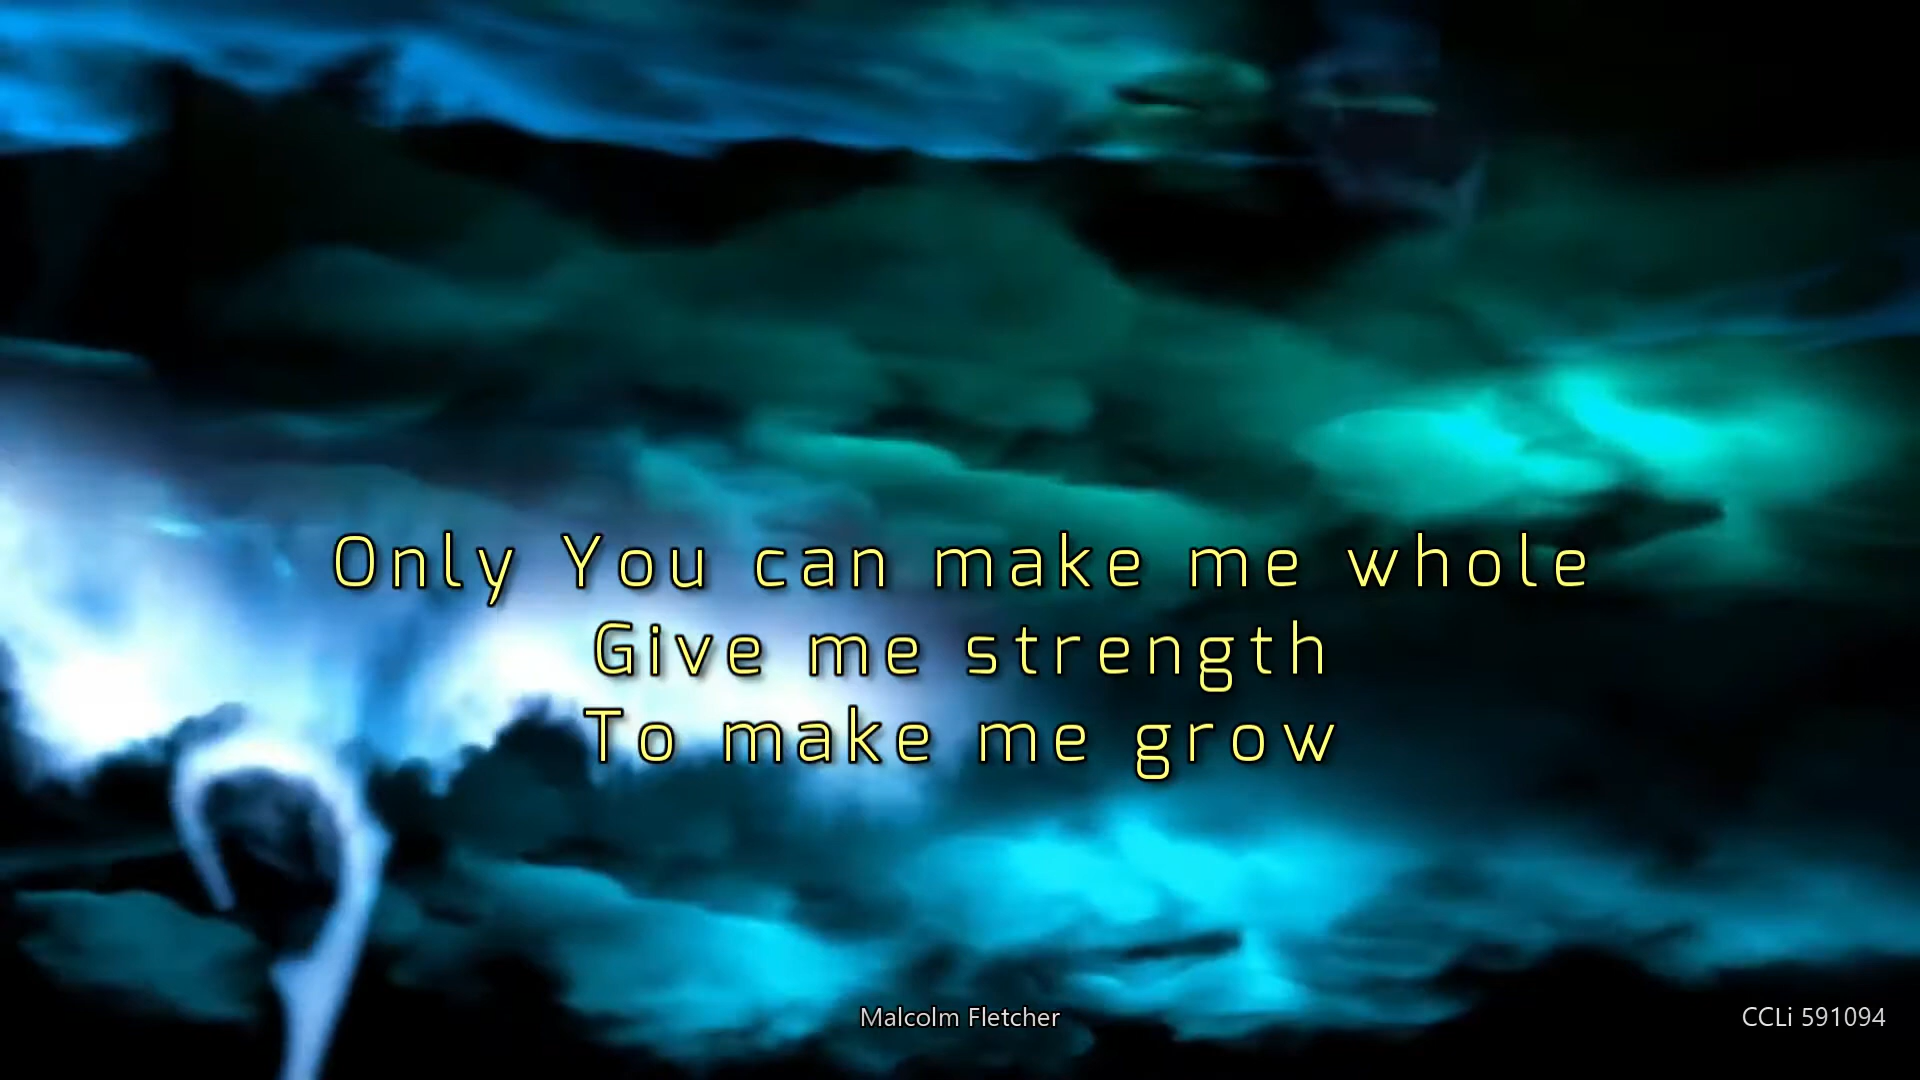 Only You can make me whole
Give me strength
To make me grow
Malcolm Fletcher
CCLi 591094